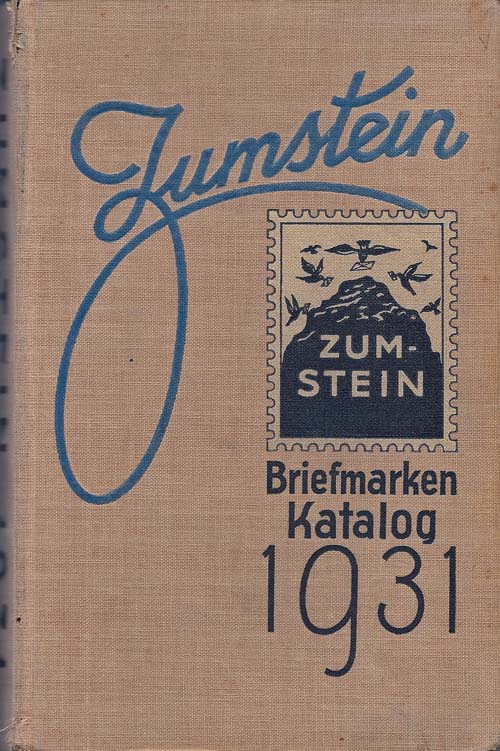 Zumstein
ZUM-
STEIN
Briefmarken
Katalog
1931